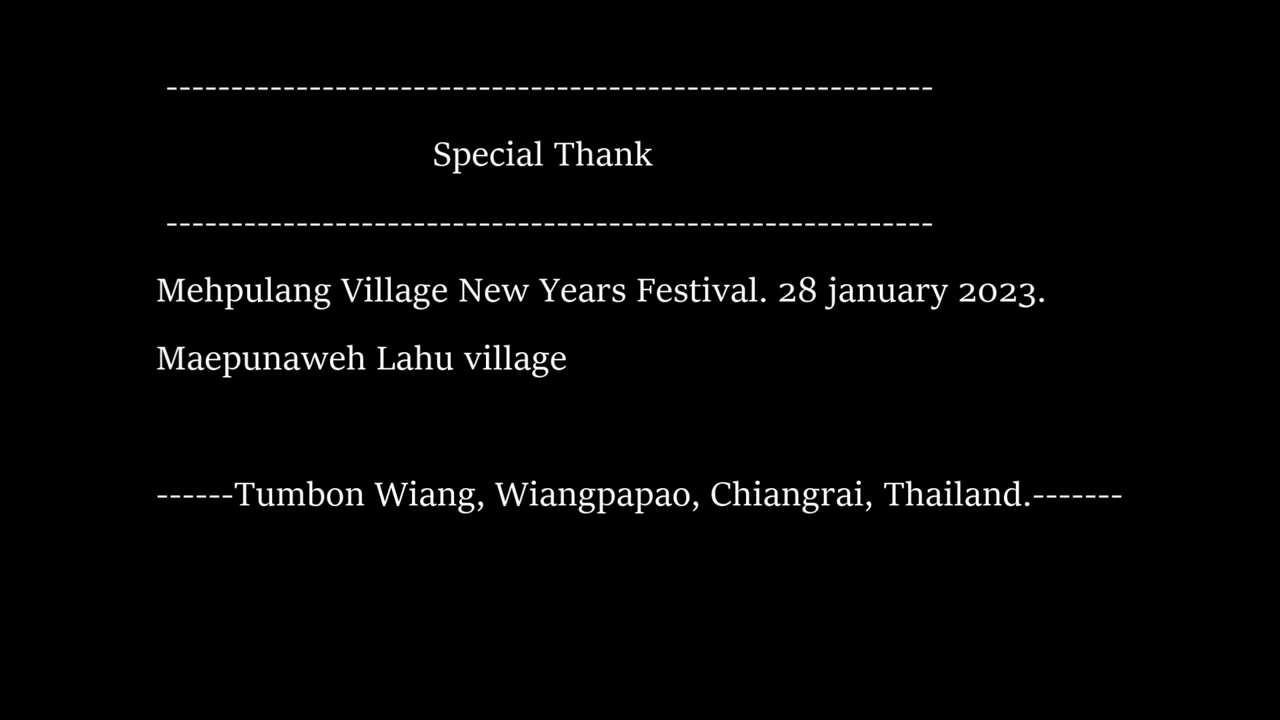 -----------------------------------------------------------
Special Thank
-----------------------------------------------------------
Mehpulang Village New Years Festival. 28 january 2023.
Maepunaweh Lahu village
------Tumbon Wiang, Wiangpapao, Chiangrai, Thailand.-------